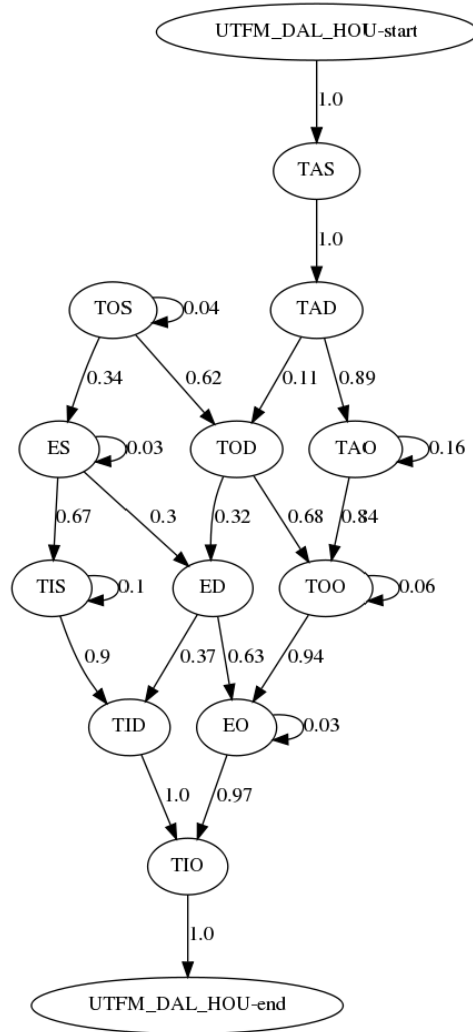 UTFM_DAL_HOU-start
1.0
TAS
1.0
TOS
0.04
TAD
0.34
0.62
0.11
0.89
ES
0.03
TOD
TAO
0.16
0.67
0.3
0.32
0.68
0.84
TIS
0.1
ED
TOO
0.06
0.9
0.37
0.63
0.94
TID
EO
0.03
1.0
0.97
TIO
1.0
UTFM_DAL_HOU-end